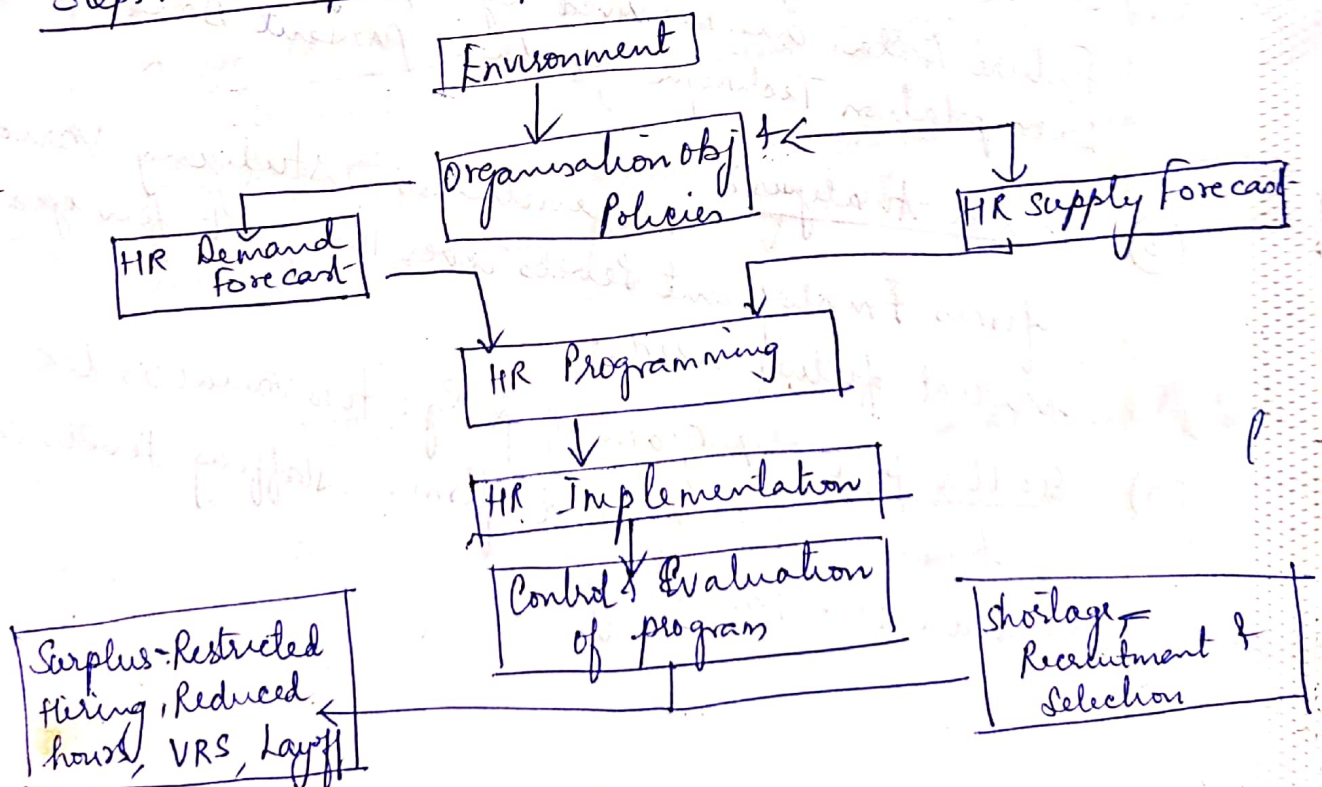 Steps
Environment
Organisation Obj &
Policies
HR Supply Forecast
HR Demand
Forecast
HR Programming
HR Implementation
Control & Evaluation
of program
Surplus-Restricted
Hiring, Reduced
hours, VRS, Layoff
Shortage-
Recruitment &
Selection